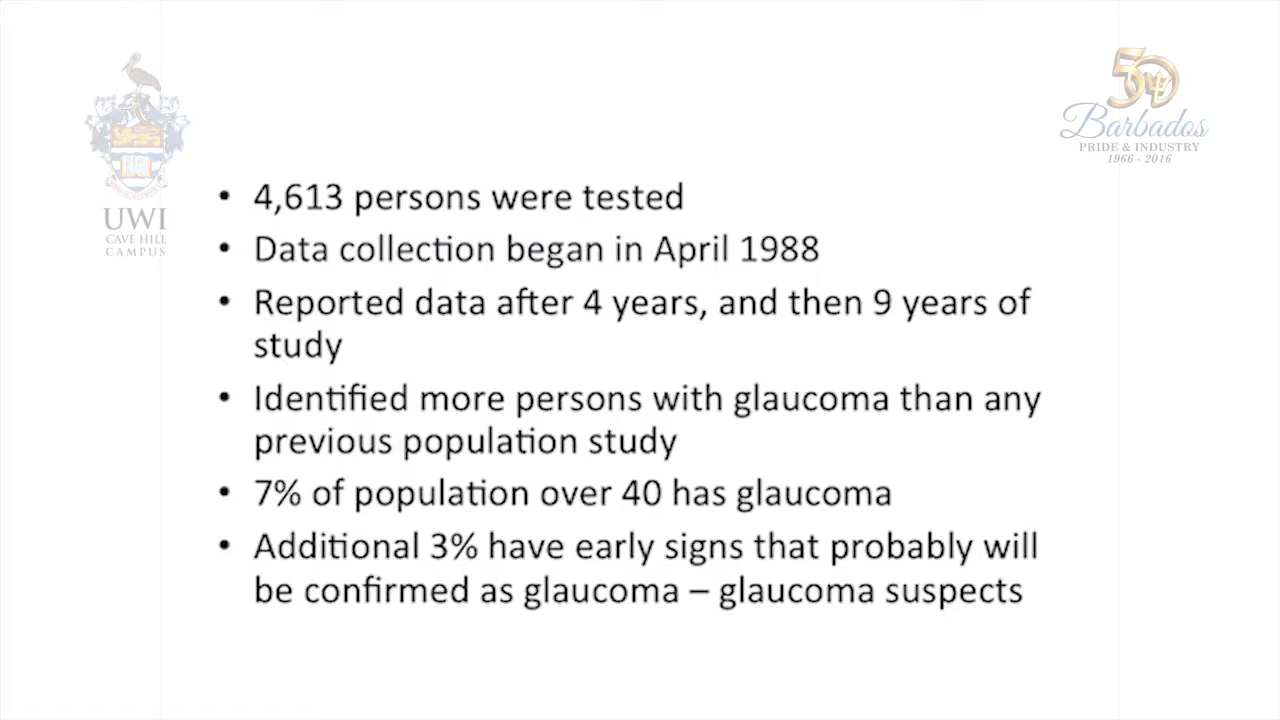 50
Barbados
PRIDE & INDUSTRY
1966 - 2016
UWI
CAVE HILL
CAMPUS
• 4,613 persons were tested
• Data collection began in April 1988
• Reported data after 4 years, and then 9 years of
study
• Identified more persons with glaucoma than any
previous population study
• 7% of population over 40 has glaucoma
• Additional 3% have early signs that probably will
be confirmed as glaucoma – glaucoma suspects